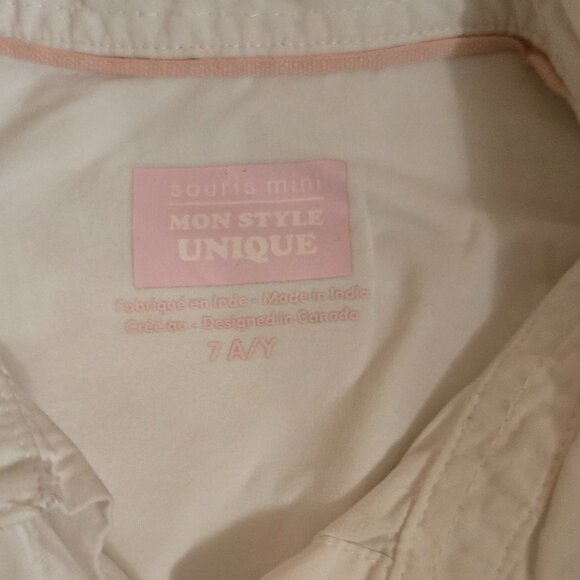 souris mini
MON STYLE
UNIQUE
Fabriqué en Inde - Made in India
Créé au - Designed in Canada
7 A/Y